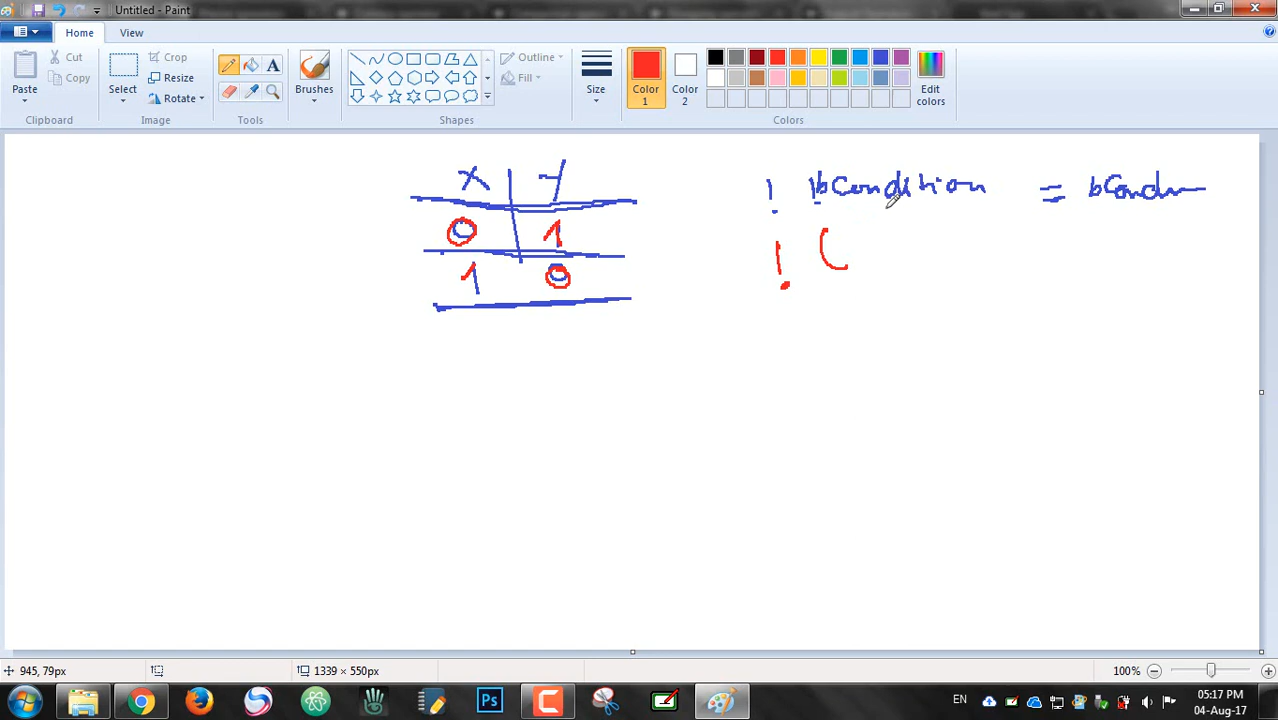 Untitled - Paint
Home
View
Paste
Cut
Copy
Select
Crop
Resize
Rotate
A
Brushes
Outline
Fill
Size
Color 1
Color 2
Edit colors
Clipboard
Image
Tools
Shapes
Colors
X Y
! !bCondition =
0 1
! (
1 0
945, 79px
1339 × 550px
100%
Ps
EN
05:17 PM
04-Aug-17